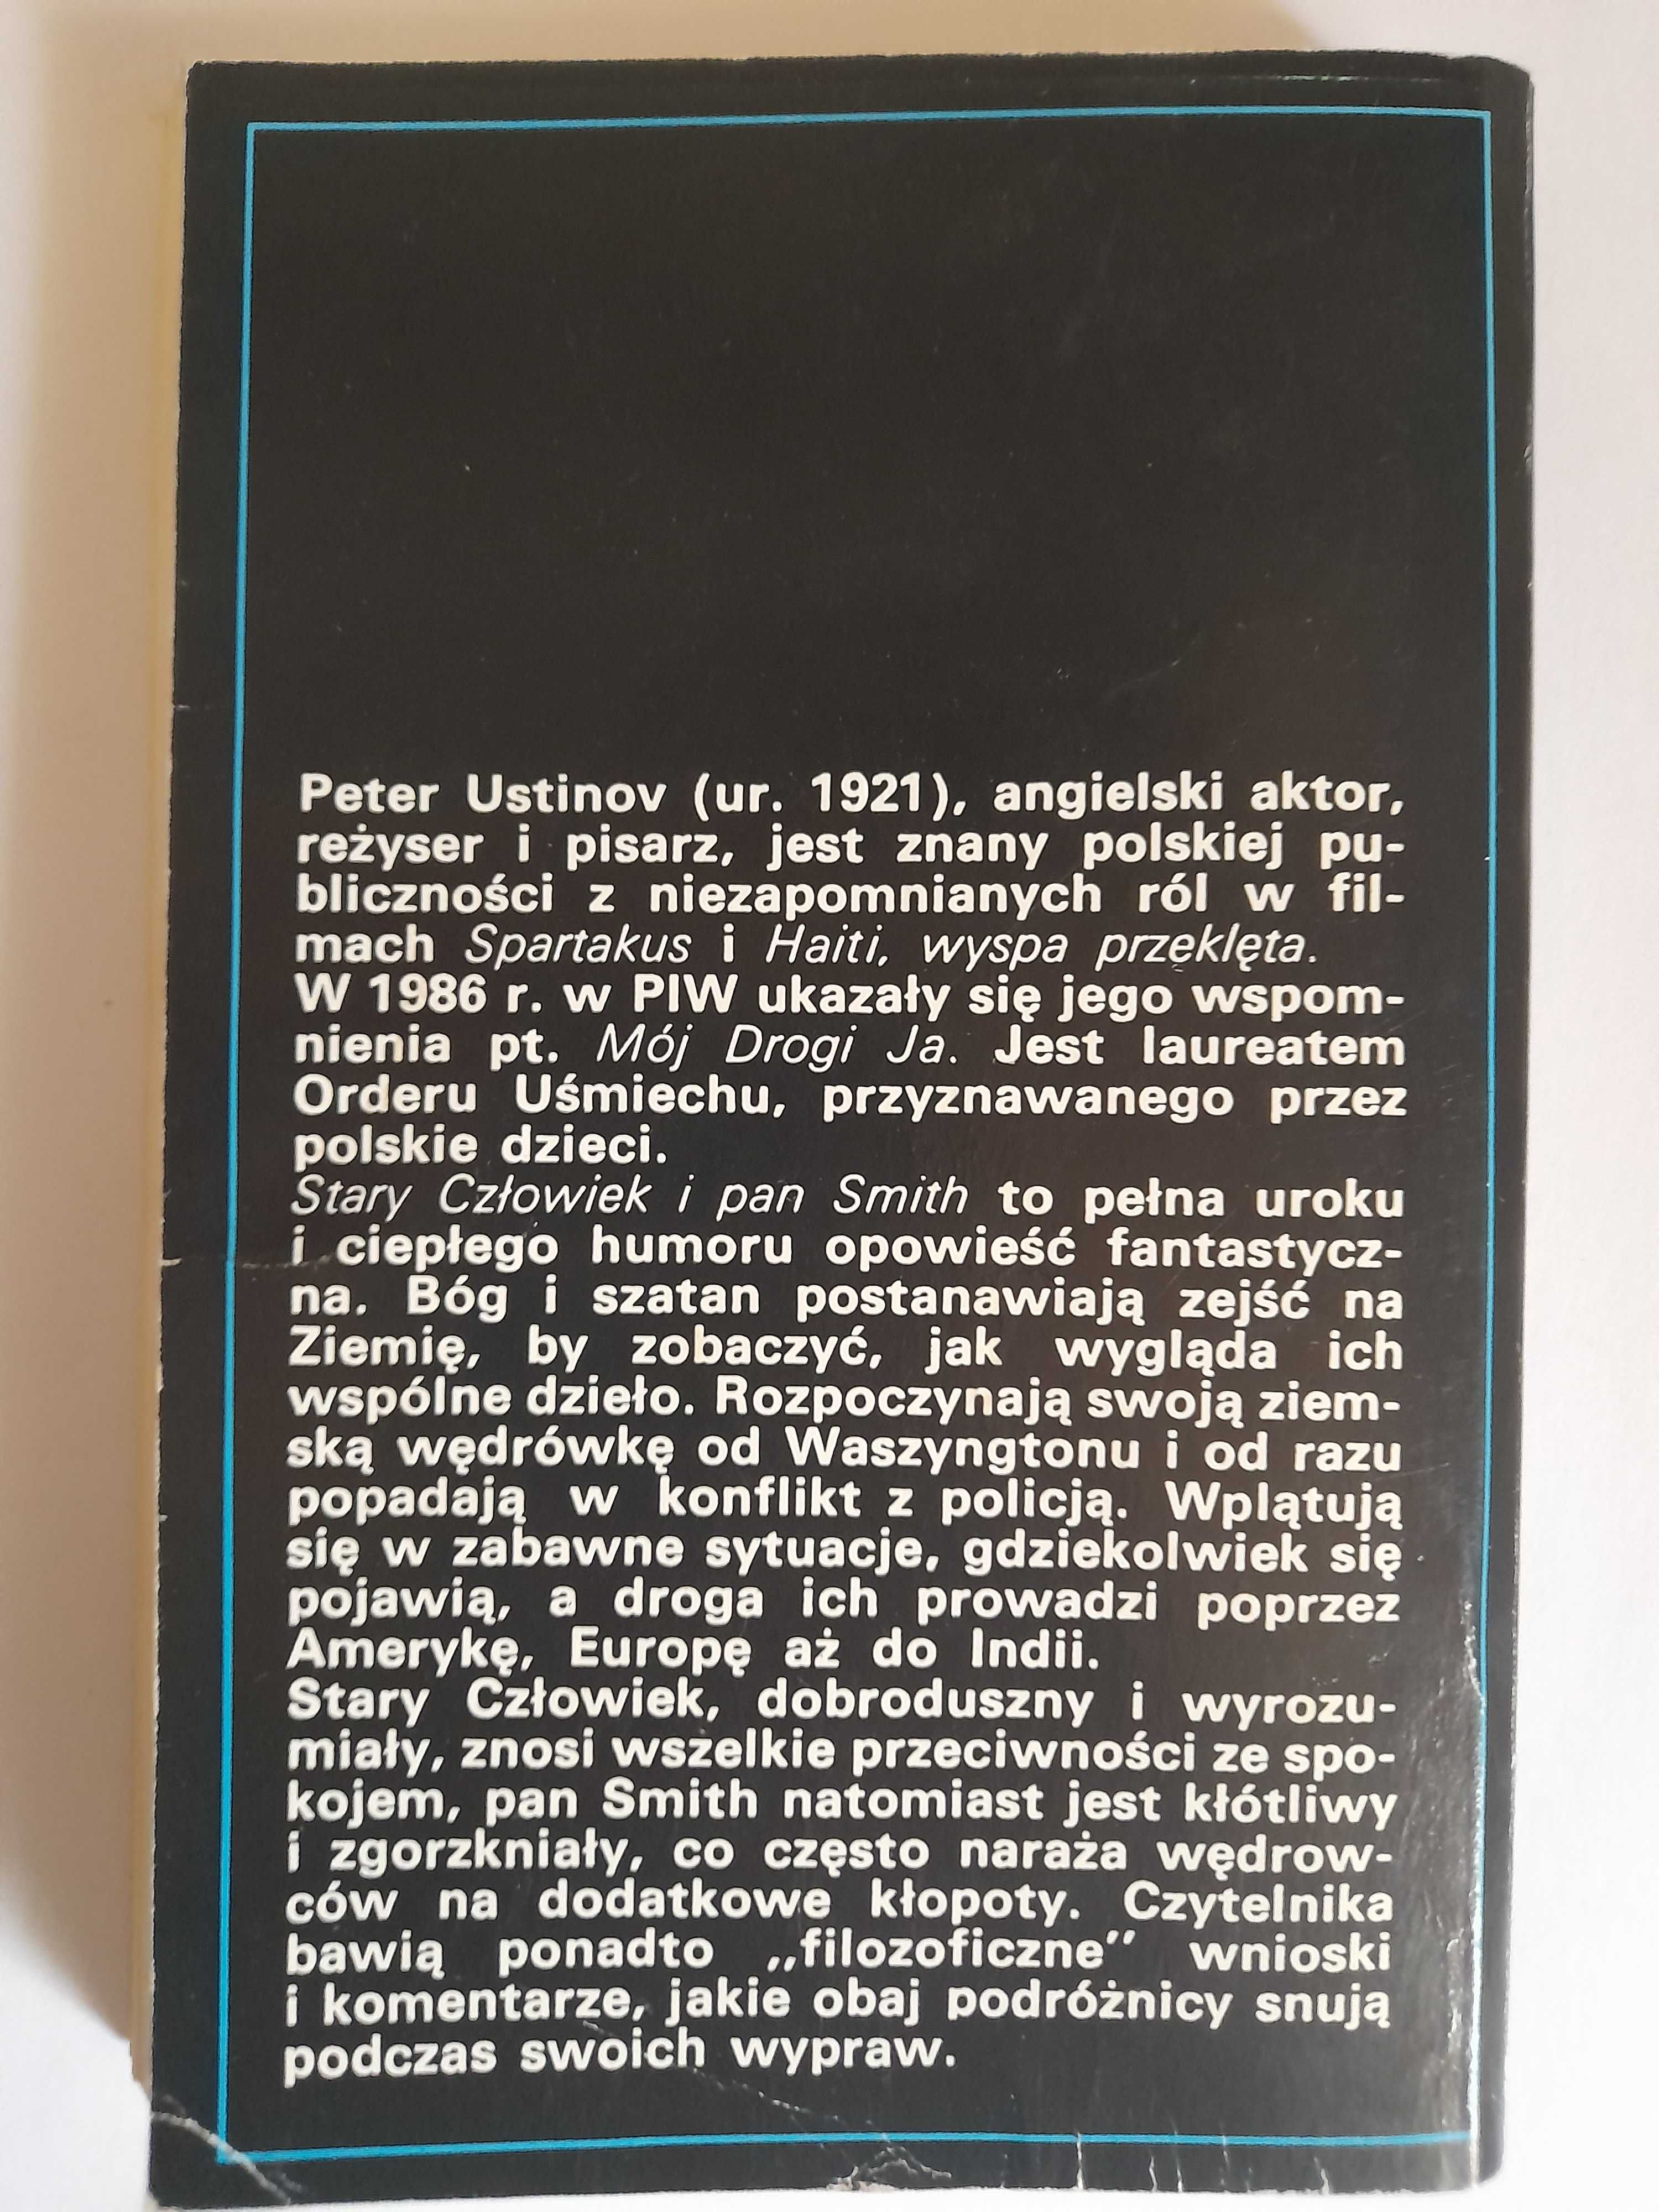 Peter Ustinov (ur. 1921), angielski aktor,
reżyser i pisarz, jest znany polskiej pu-
bliczności z niezapomnianych ról w fil-
mach Spartakus i Haiti, wyspa przeklęta.
W 1986 r. w PIW ukazały się jego wspom-
nienia pt. Mój Drogi Ja. Jest laureatem
Orderu Uśmiechu, przyznawanego przez
polskie dzieci.
Stary Człowiek i pan Smith to pełna uroku
i ciepłego humoru opowieść fantastycz-
na. Bóg i szatan postanawiają zejść na
Ziemię, by zobaczyć, jak wygląda ich
wspólne dzieło. Rozpoczynają swoją ziem-
ską wędrówkę od Waszyngtonu i od razu
popadają w konflikt z policją. Wplątują
się w zabawne sytuacje, gdziekolwiek się
pojawią, a droga ich prowadzi poprzez
Amerykę, Europę aż do Indii.
Stary Człowiek, dobroduszny i wyrozu-
miały, znosi wszelkie przeciwności ze spo-
kojem, pan Smith natomiast jest kłótliwy
i zgorzkniały, co często naraża wędrow-
ców na dodatkowe kłopoty. Czytelnika
bawią ponadto „filozoficzne” wnioski
i komentarze, jakie obaj podróżnicy snują
podczas swoich wypraw.